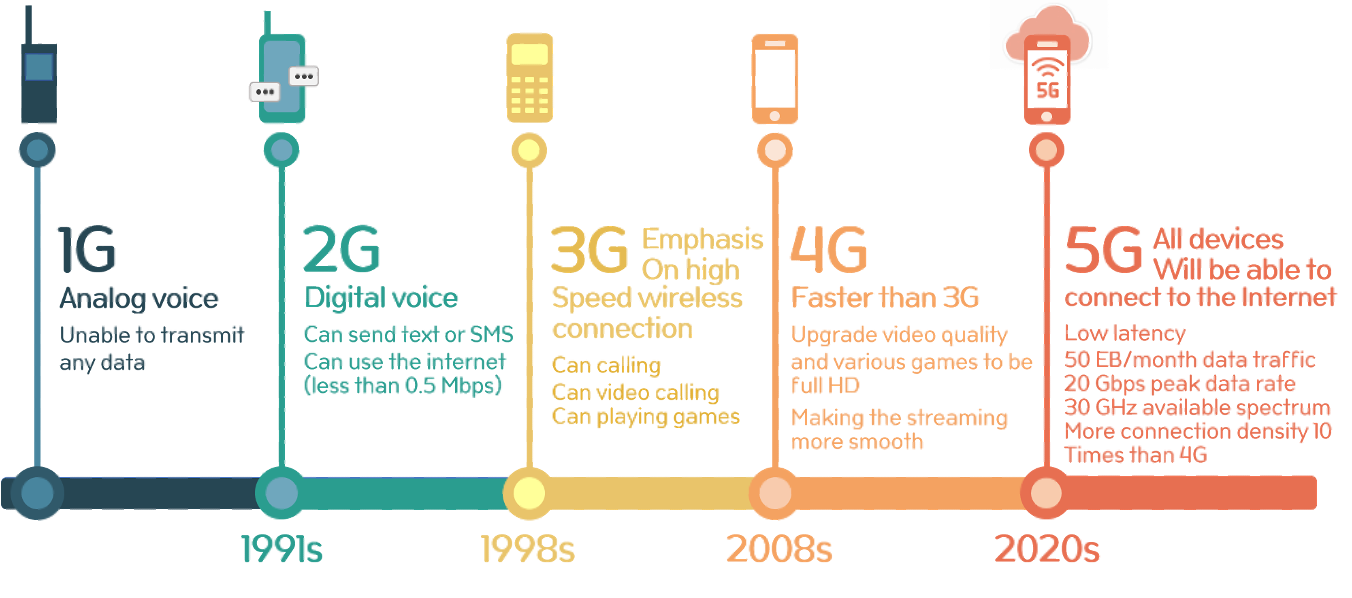 5G
1G
Analog voice
Unable to transmit
any data
2G
Digital voice
Can send text or SMS
Can use the internet
(less than 0.5 Mbps)
3G Emphasis
On high
Speed wireless
connection
Can calling
Can video calling
Can playing games
4G
Faster than 3G
Upgrade video quality
and various games to be
full HD
Making the streaming
more smooth
5G All devices
Will be able to
connect to the Internet
Low latency
50 EB/month data traffic
20 Gbps peak data rate
30 GHz available spectrum
More connection density 10
Times than 4G
1991s
1998s
2008s
2020s